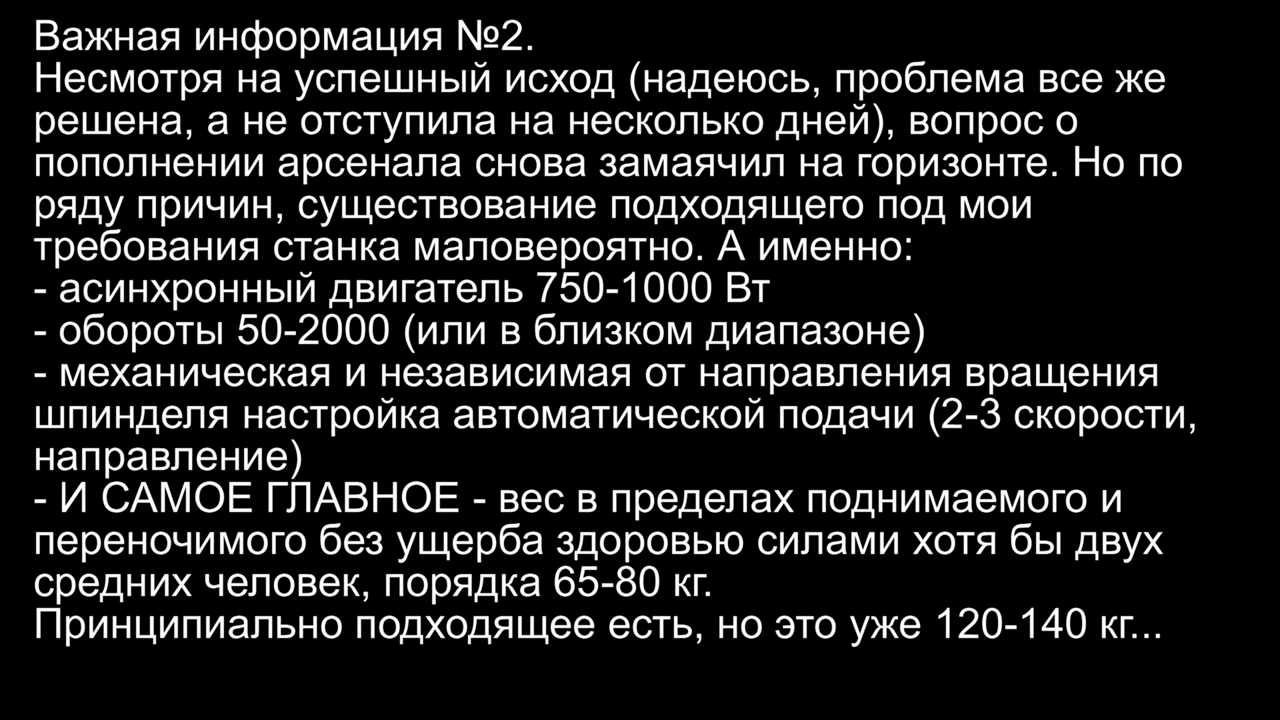 Важная информация №2.
Несмотря на успешный исход (надеюсь, проблема все же
решена, а не отступила на несколько дней), вопрос о
пополнении арсенала снова замаячил на горизонте. Но по
ряду причин, существование подходящего под мои
требования станка маловероятно. А именно:
- асинхронный двигатель 750-1000 Вт
- обороты 50-2000 (или в близком диапазоне)
- механическая и независимая от направления вращения
шпинделя настройка автоматической подачи (2-3 скорости,
направление)
- И САМОЕ ГЛАВНОЕ - вес в пределах поднимаемого и
переночимого без ущерба здоровью силами хотя бы двух
средних человек, порядка 65-80 кг.
Принципиально подходящее есть, но это уже 120-140 кг...